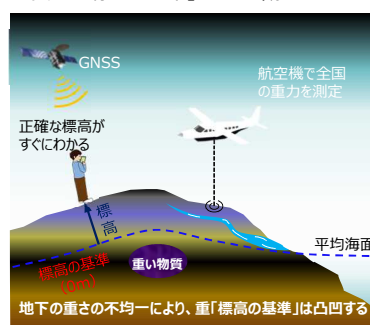 GNSS
航空機で全国
の重力を測定
正確な標高が
すぐにわかる
標高
平均海面
標高の基準
(0m)
重い物質
地下の重さの不均一により、重「標高の基準」は凸凹する